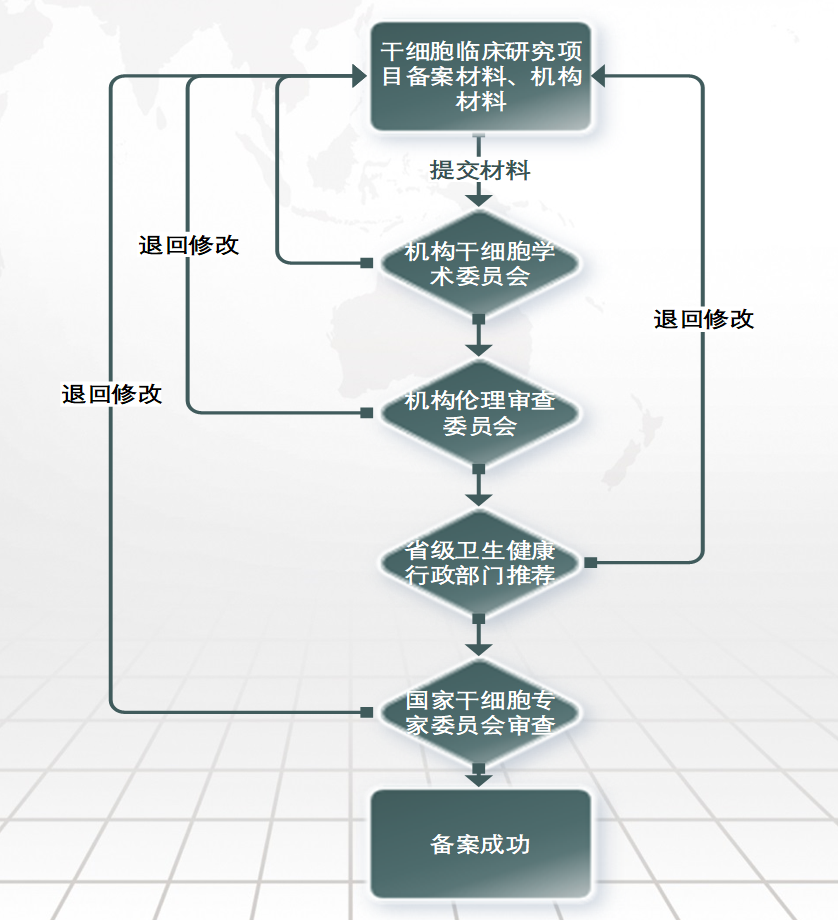 干细胞临床研究项
目备案材料、机构
材料
提交材料
机构干细胞学
术委员会
退回修改
机构伦理审查
委员会
退回修改
退回修改
省级卫生健康
行政部门推荐
国家干细胞专
家委员会审查
备案成功